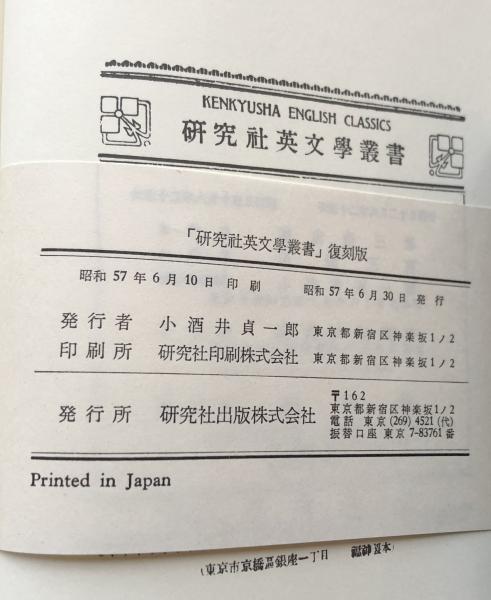 KENKYUSHA ENGLISH CLASSICS
研究社英文學叢書
「研究社英文學叢書」復刻版
昭和 57 年 6 月 10 日 印 刷 昭和 57 年 6 月 30 日 発 行
発 行 者 小 酒 井 貞 一 郎 東京都新宿区神楽坂1ノ2
印 刷 所 研究社印刷株式会社 東京都新宿区神楽坂1ノ2
発 行 所 研究社出版株式会社
〒162
東京都新宿区神楽坂1ノ2
電話 東京 (269) 4521 (代)
振替口座 東京 7-83761 番
Printed in Japan